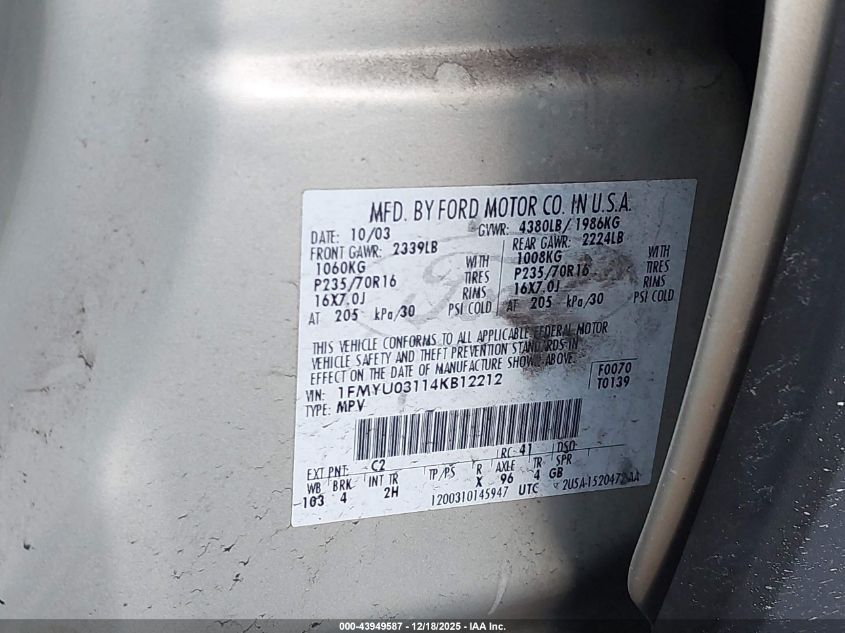 MFD. BY FORD MOTOR CO. IN U.S.A.
DATE: 10/03 GVWR: 4380LB/ 1986KG
FRONT GAWR: 2339LB REAR GAWR: 2224LB
1060KG WITH 1008KG WITH
P235/70R16 TIRES P235/70R16 TIRES
16X7.0J RIMS 16X7.0J RIMS
AT 205 kPa/30 PSI COLD AT 205 kPa/30 PSI COLD
THIS VEHICLE CONFORMS TO ALL APPLICABLE FEDERAL MOTOR
VEHICLE SAFETY AND THEFT PREVENTION STANDARDS IN
EFFECT ON THE DATE OF MANUFACTURE SHOWN ABOVE.
VIN: 1FMYU03114KB12212 F0070
TYPE: MPV T0139
EXT PNT: C2 RC: 41 DSO:
WB BRK INT TR TP/PS R AXLE TR SPR
103 4 2H X 96 4 GB
1200310145947 UTC 2USA-1520472-AA
000-43949587 - 12/18/2025 - IAA Inc.